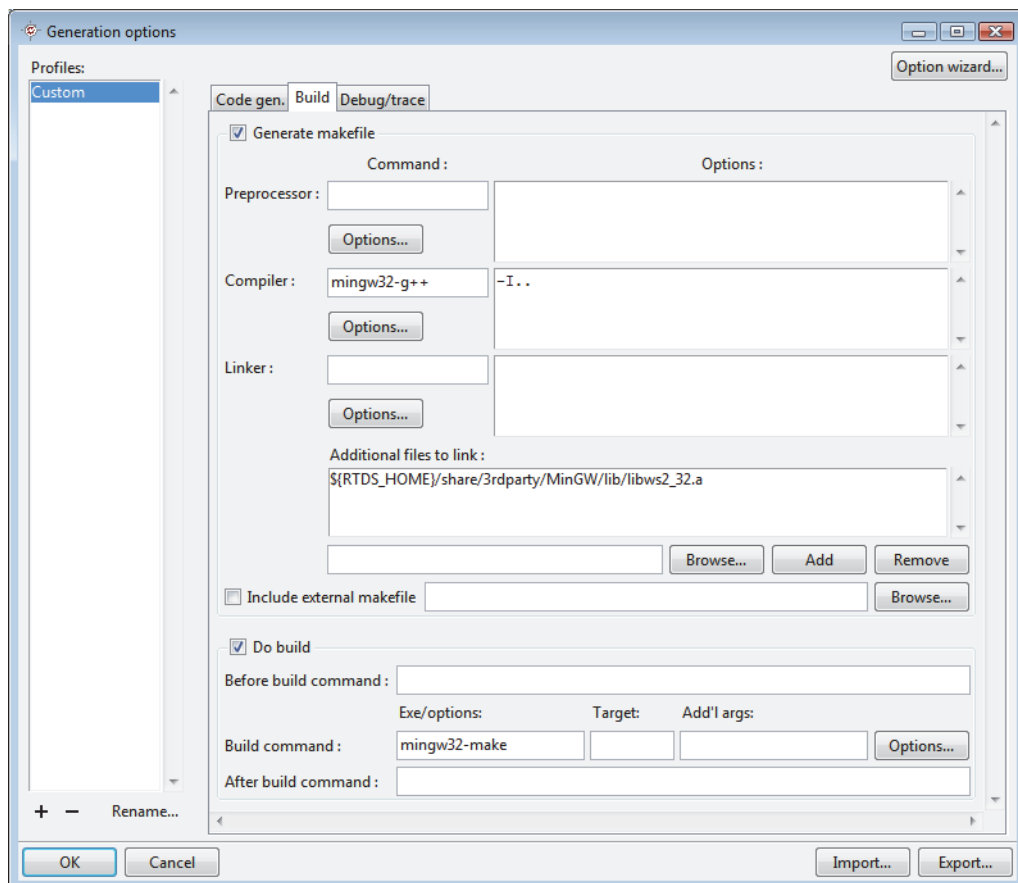 Generation options
Profiles:
Option wizard...
Custom
Code gen. Build Debug/trace
Generate makefile
Command : Options :
Preprocessor :
Options...
Compiler : mingw32-g++ -I..
Options...
Linker :
Options...
Additional files to link :
${RTDS_HOME}/share/3rdparty/MinGW/lib/libws2_32.a
Browse... Add Remove
Include external makefile Browse...
Do build
Before build command :
Exe/options: Target: Add'l args:
Build command : mingw32-make Options...
After build command :
+ − Rename...
OK Cancel Import... Export...